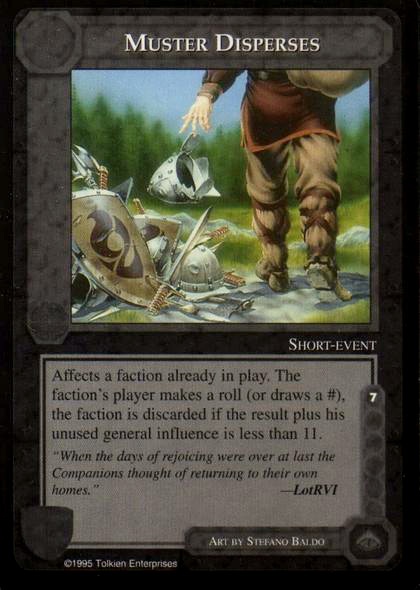 MUSTER DISPERSES
SHORT-EVENT
Affects a faction already in play. The
faction's player makes a roll (or draws a #),
the faction is discarded if the result plus his
unused general influence is less than 11.
7
"When the days of rejoicing were over at last the
Companions thought of returning to their own
homes." —LotRVI
ART BY STEFANO BALDO
©1995 Tolkien Enterprises